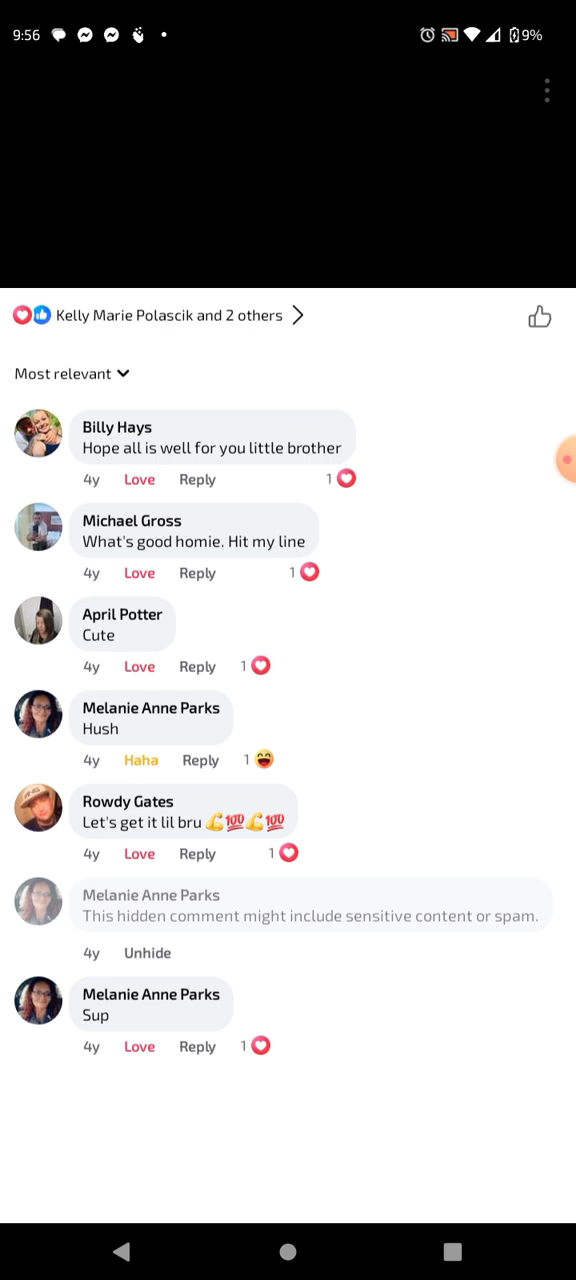 9:56 9%
Kelly Marie Polascik and 2 others
Most relevant
Billy Hays
Hope all is well for you little brother
4y Love Reply 1
Michael Gross
What's good homie. Hit my line
4y Love Reply 1
April Potter
Cute
4y Love Reply 1
Melanie Anne Parks
Hush
4y Haha Reply 1
Rowdy Gates
Let's get it lil bru 💪💯💪💯
4y Love Reply 1
Melanie Anne Parks
This hidden comment might include sensitive content or spam.
4y Unhide
Melanie Anne Parks
Sup
4y Love Reply 1